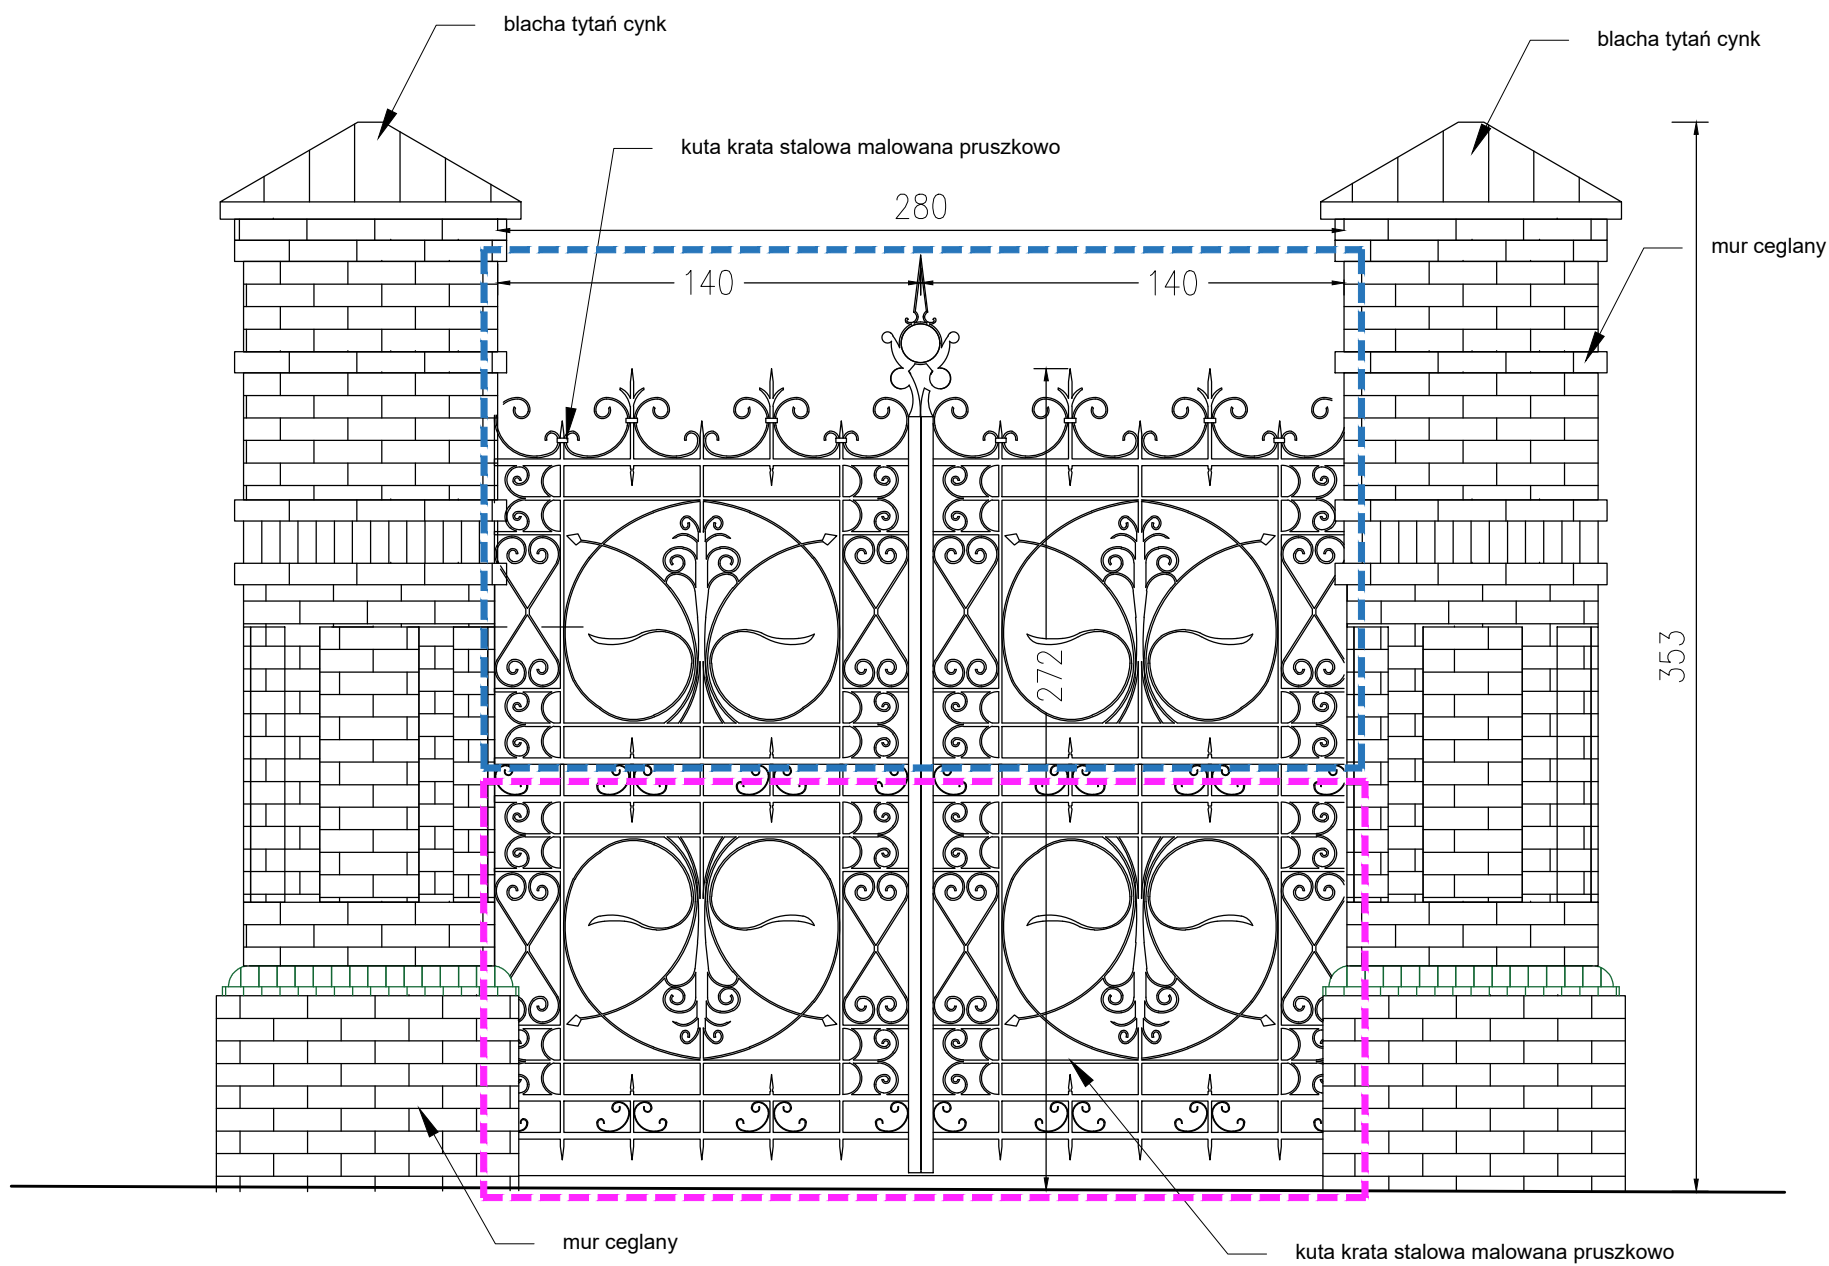 blacha tytań cynk
blacha tytań cynk
kuta krata stalowa malowana pruszkowo
280
mur ceglany
140
140
272
353
mur ceglany
kuta krata stalowa malowana pruszkowo